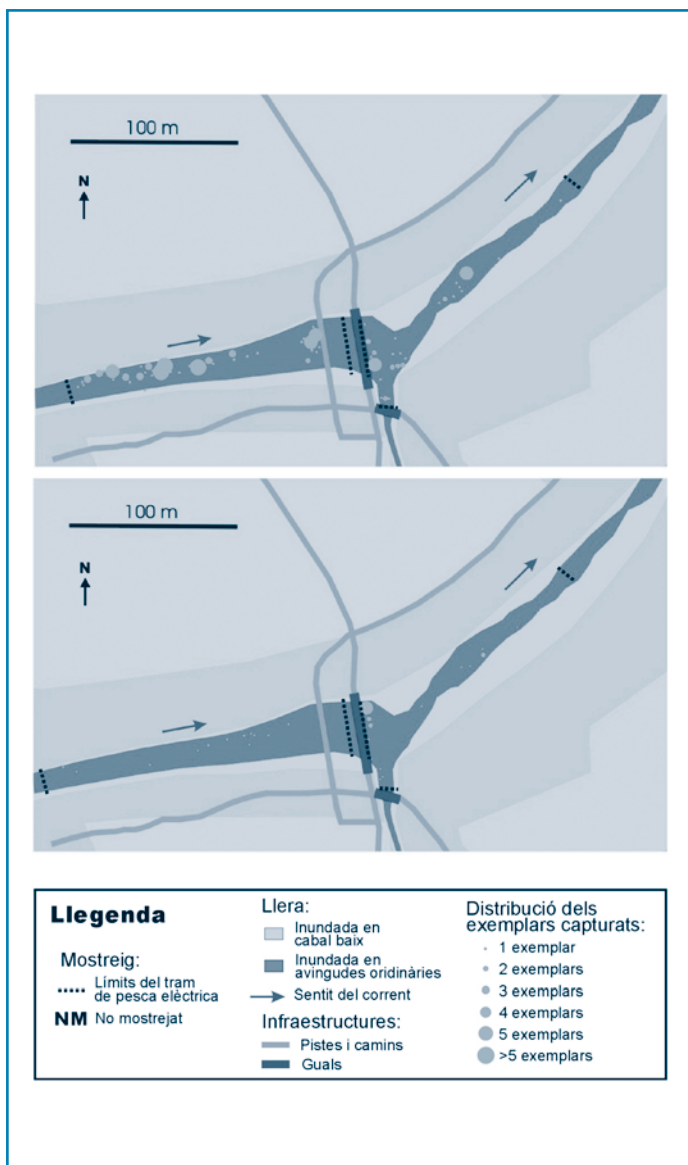 100 m
N
100 m
N
Llegenda
Mostreig:
Límits del tram
de pesca elèctrica
NM No mostrejat
Llera:
Inundada en
cabal baix
Inundada en
avingudes oridinàries
Sentit del corrent
Infraestructures:
Pistes i camins
Guals
Distribució dels
exemplars capturats:
1 exemplar
2 exemplars
3 exemplars
4 exemplars
5 exemplars
>5 exemplars